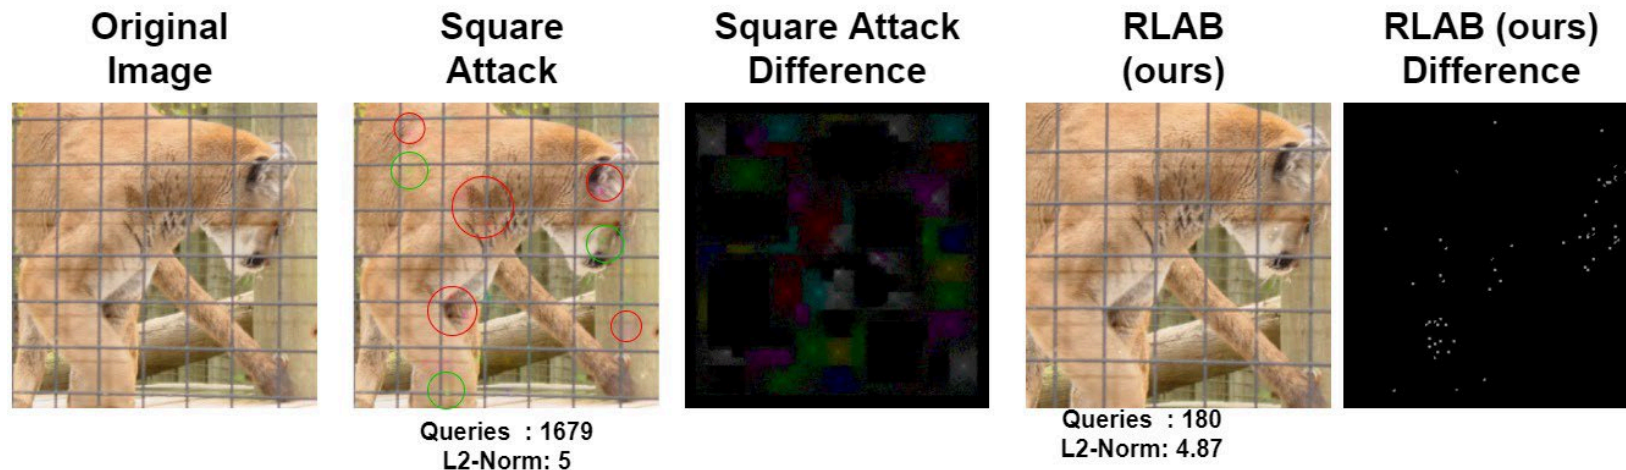 Original
Image
Square
Attack
Square Attack
Difference
RLAB
(ours)
RLAB (ours)
Difference
Queries : 1679
L2-Norm: 5
Queries : 180
L2-Norm: 4.87